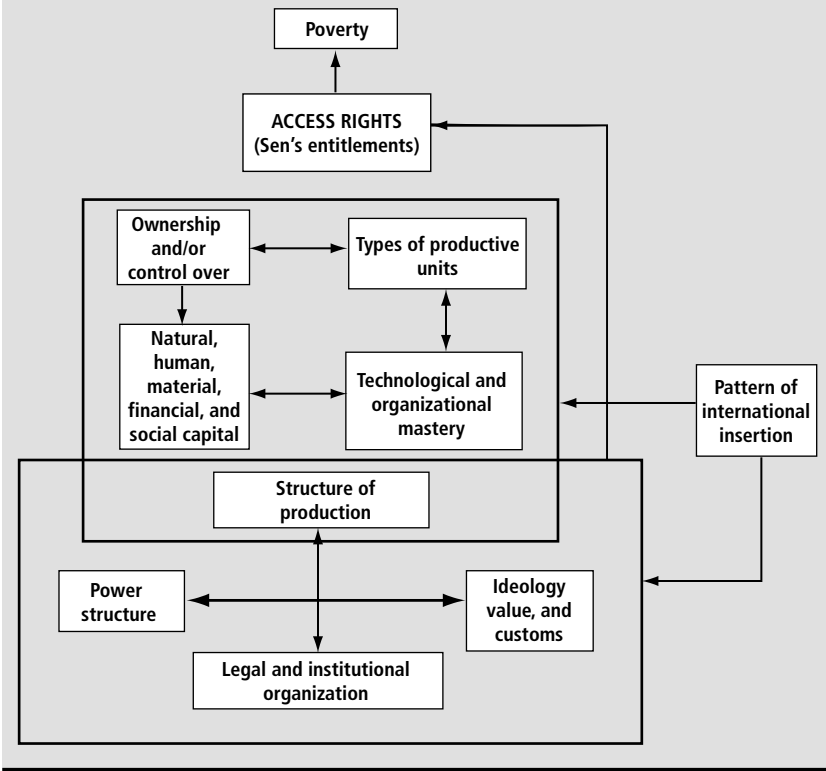 Poverty
ACCESS RIGHTS
(Sen's entitlements)
Ownership
and/or
control over
Types of productive
units
Natural,
human,
material,
financial, and
social capital
Technological and
organizational
mastery
Pattern of
international
insertion
Structure of
production
Power
structure
Ideology
value, and
customs
Legal and institutional
organization